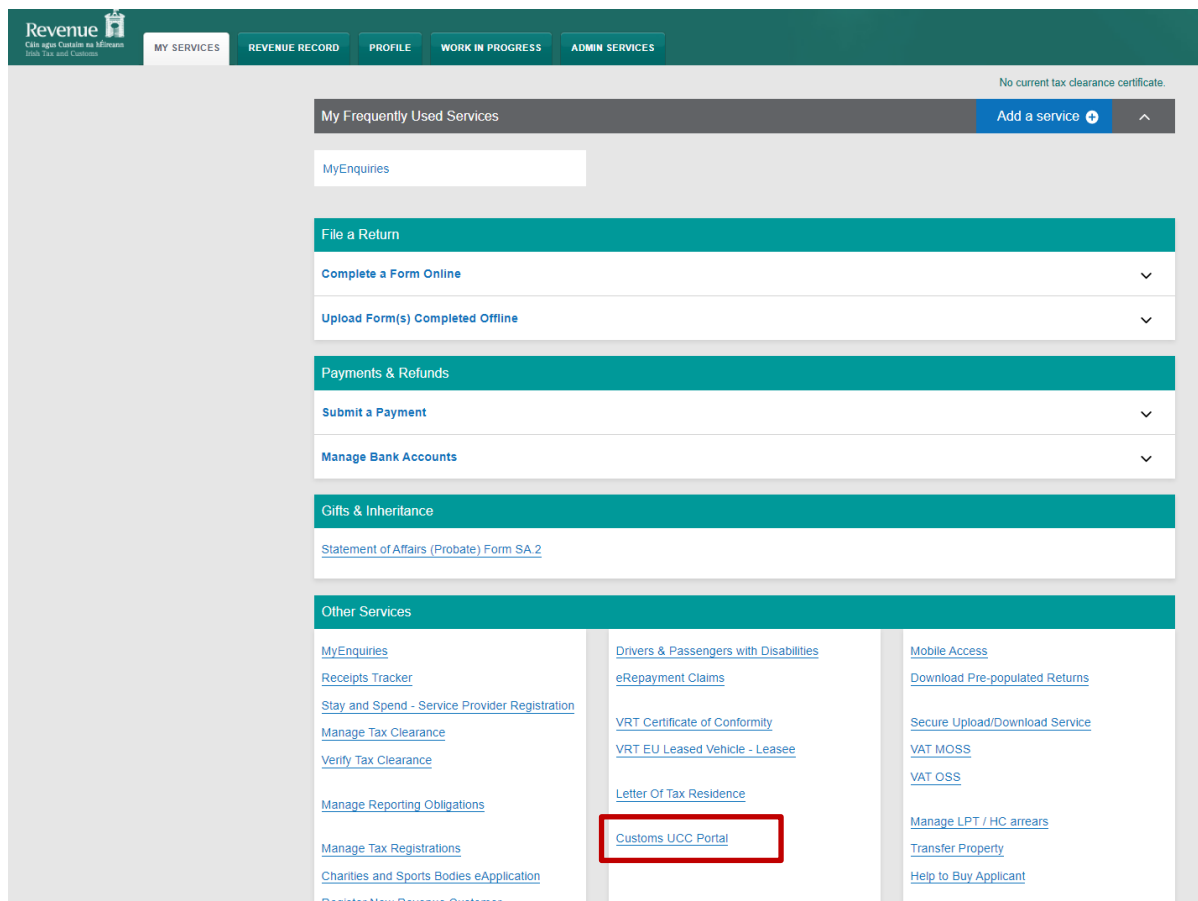 Revenue
Cáin agus Custaim na hÉireann
Irish Tax and Customs
MY SERVICES
REVENUE RECORD
PROFILE
WORK IN PROGRESS
ADMIN SERVICES
No current tax clearance certificate.
My Frequently Used Services
Add a service
MyEnquiries
File a Return
Complete a Form Online
Upload Form(s) Completed Offline
Payments & Refunds
Submit a Payment
Manage Bank Accounts
Gifts & Inheritance
Statement of Affairs (Probate) Form SA.2
Other Services
MyEnquiries
Receipts Tracker
Stay and Spend - Service Provider Registration
Manage Tax Clearance
Verify Tax Clearance
Manage Reporting Obligations
Manage Tax Registrations
Charities and Sports Bodies eApplication
Register New Revenue Customer
Drivers & Passengers with Disabilities
eRepayment Claims
VRT Certificate of Conformity
VRT EU Leased Vehicle - Leasee
Letter Of Tax Residence
Customs UCC Portal
Mobile Access
Download Pre-populated Returns
Secure Upload/Download Service
VAT MOSS
VAT OSS
Manage LPT / HC arrears
Transfer Property
Help to Buy Applicant